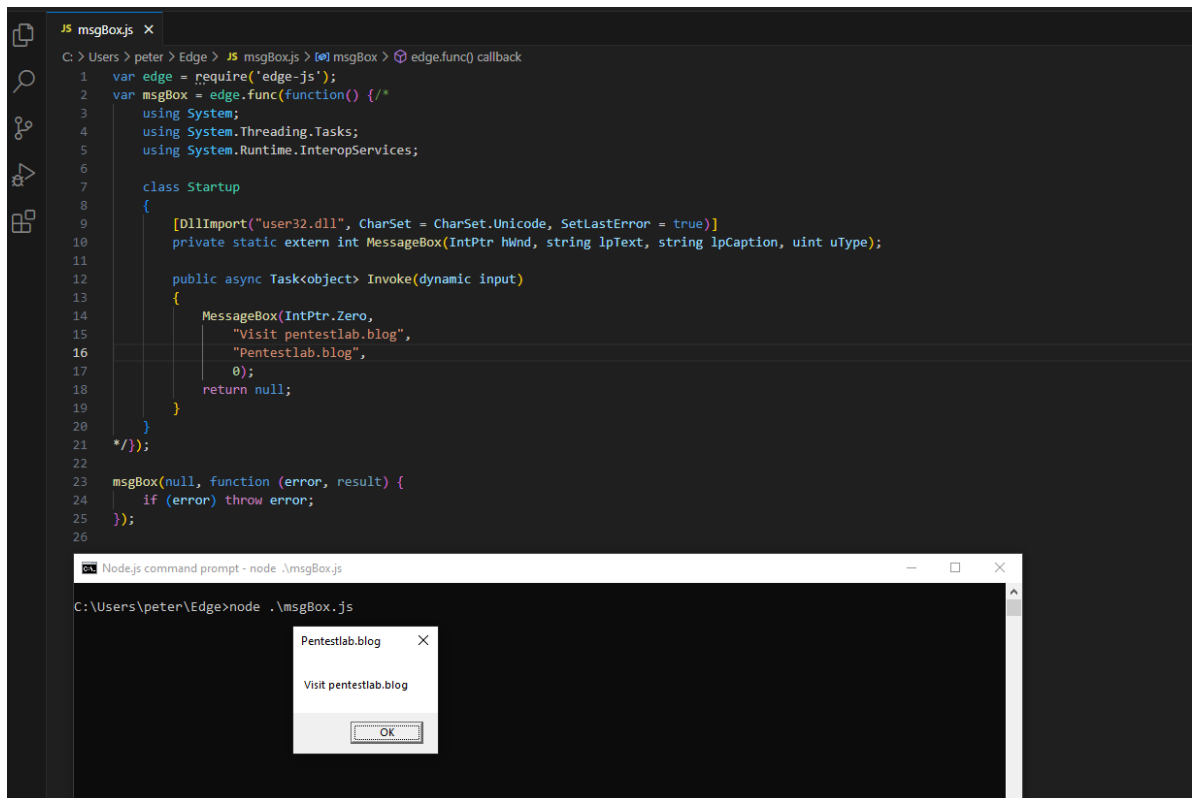 JS msgBox.js ×
C: > Users > peter > Edge > JS msgBox.js > msgBox > edge.func() callback
1 var edge = require('edge-js');
2 var msgBox = edge.func(function() {/*
3 using System;
4 using System.Threading.Tasks;
5 using System.Runtime.InteropServices;
6
7 class Startup
8 {
9 [DllImport("user32.dll", CharSet = CharSet.Unicode, SetLastError = true)]
10 private static extern int MessageBox(IntPtr hWnd, string lpText, string lpCaption, uint uType);
11
12 public async Task<object> Invoke(dynamic input)
13 {
14 MessageBox(IntPtr.Zero,
15 "Visit pentestlab.blog",
16 "Pentestlab.blog",
17 0);
18 return null;
19 }
20 }
21 */});
22
23 msgBox(null, function (error, result) {
24 if (error) throw error;
25 });
26
Node.js command prompt - node .\msgBox.js
C:\Users\peter\Edge>node .\msgBox.js
Pentestlab.blog
Visit pentestlab.blog
OK